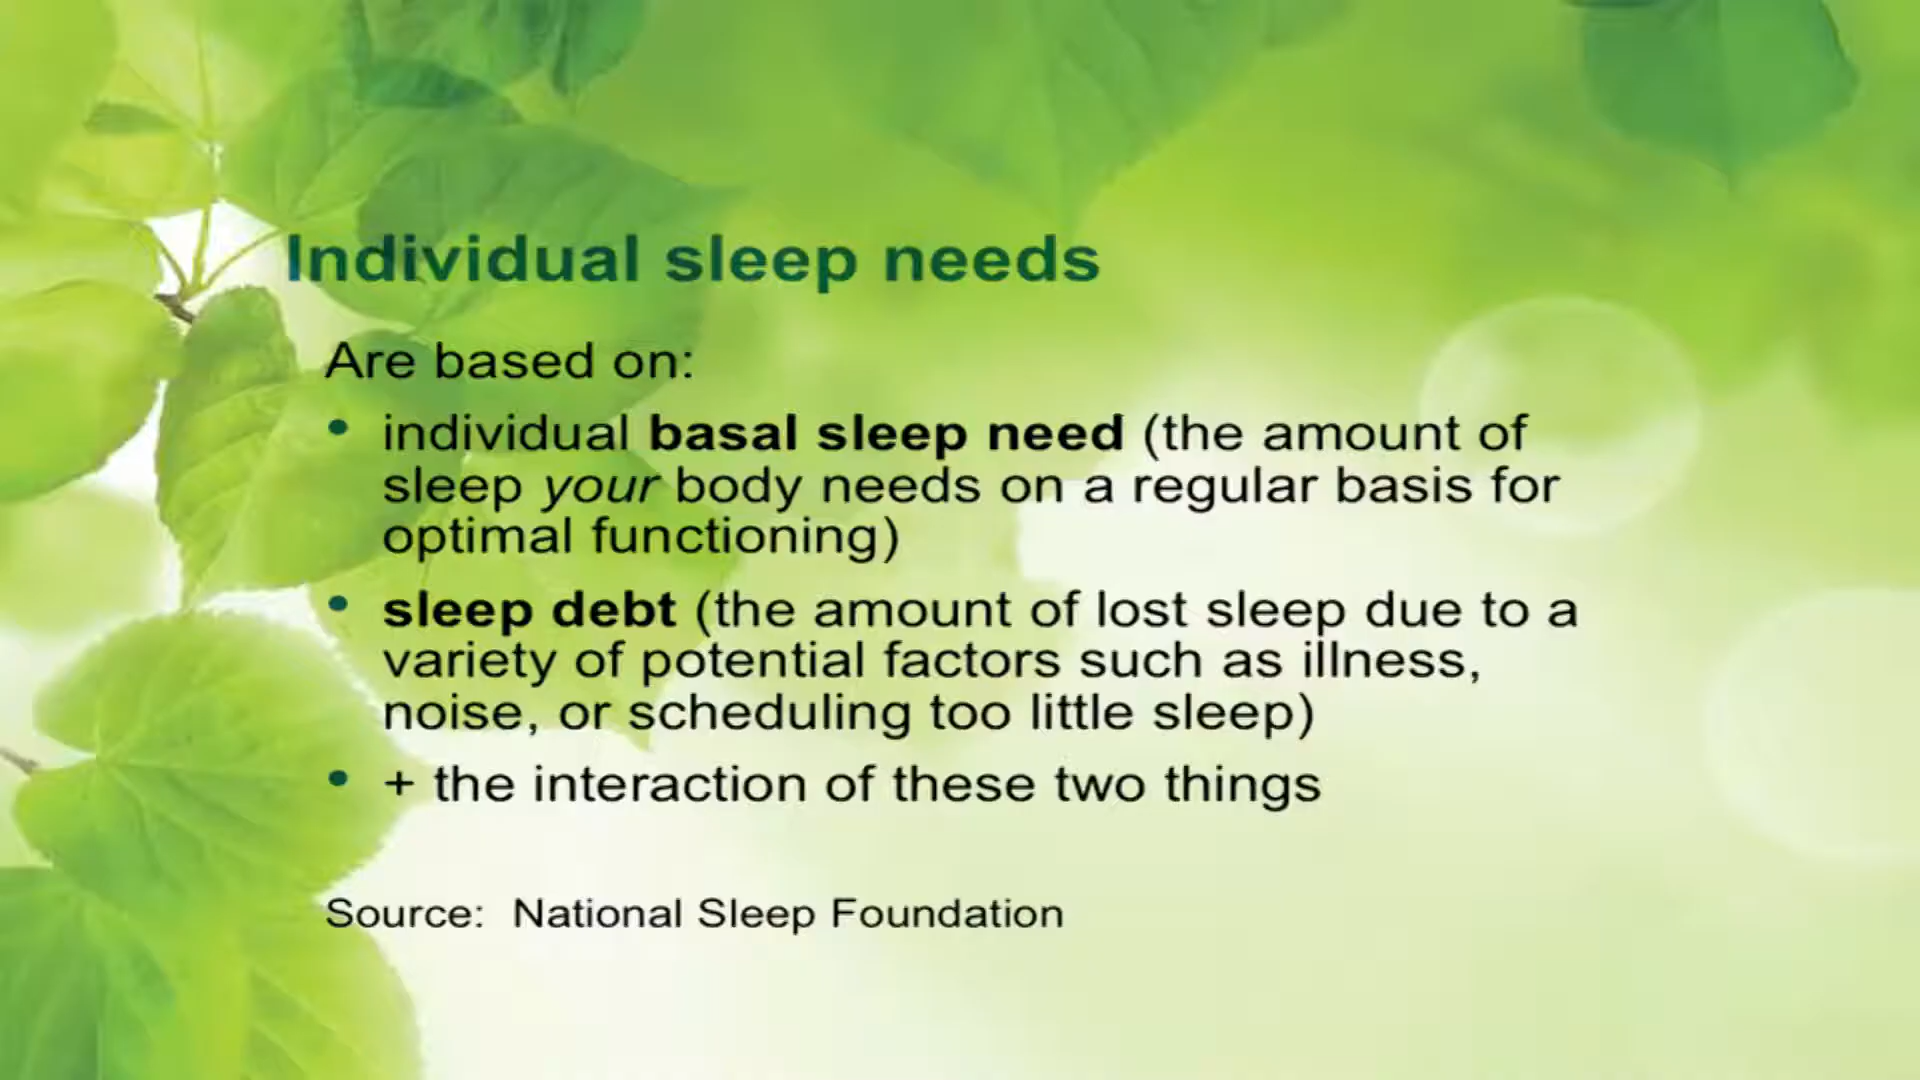 Individual sleep needs
Are based on:
• individual basal sleep need (the amount of
sleep your body needs on a regular basis for
optimal functioning)
• sleep debt (the amount of lost sleep due to a
variety of potential factors such as illness,
noise, or scheduling too little sleep)
• + the interaction of these two things
Source: National Sleep Foundation